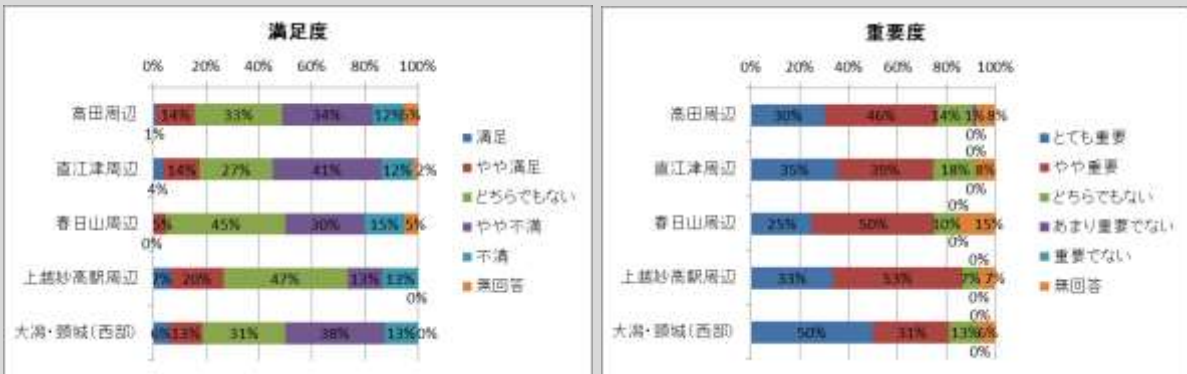 満足度
0% 20% 40% 60% 80% 100%
高田周辺 14% 33% 34% 12% 5%
1%
直江津周辺 14% 27% 41% 12% 2%
4%
春日山周辺 5% 45% 30% 15% 5%
0%
上越妙高駅周辺 7% 20% 47% 13% 13%
0%
大潟・頸城(西部) 6% 13% 31% 38% 13% 0%
満足
やや満足
どちらでもない
やや不満
不満
無回答
重要度
0% 20% 40% 60% 80% 100%
高田周辺 30% 46% 14% 1% 8%
0%
0%
直江津周辺 35% 39% 18% 8%
0%
0%
春日山周辺 25% 50% 10% 15%
0%
0%
上越妙高駅周辺 33% 53% 7% 7%
0%
0%
大潟・頸城(西部) 50% 31% 13% 6%
0%
とても重要
やや重要
どちらでもない
あまり重要でない
重要でない
無回答